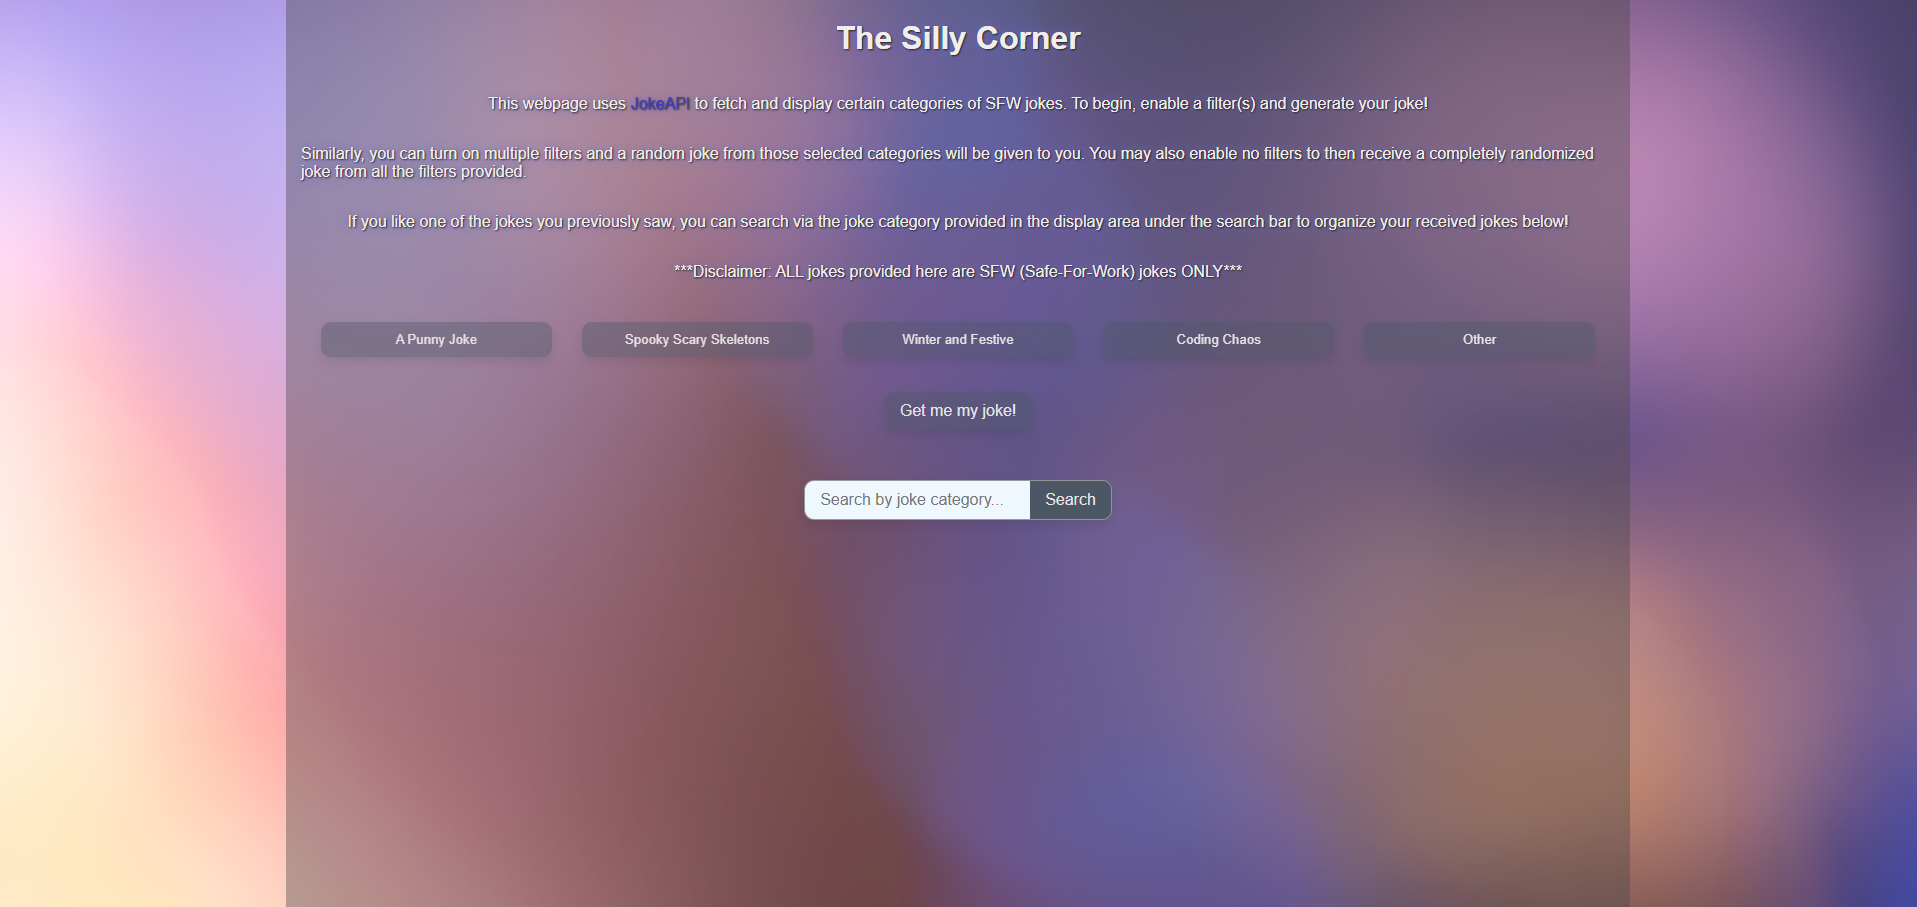 The Silly Corner
This webpage uses JokeAPI to fetch and display certain categories of SFW jokes. To begin, enable a filter(s) and generate your joke!
Similarly, you can turn on multiple filters and a random joke from those selected categories will be given to you. You may also enable no filters to then receive a completely randomized
joke from all the filters provided.
If you like one of the jokes you previously saw, you can search via the joke category provided in the display area under the search bar to organize your received jokes below!
***Disclaimer: ALL jokes provided here are SFW (Safe-For-Work) jokes ONLY***
A Punny Joke Spooky Scary Skeletons Winter and Festive Coding Chaos Other
Get me my joke!
Search by joke category... Search